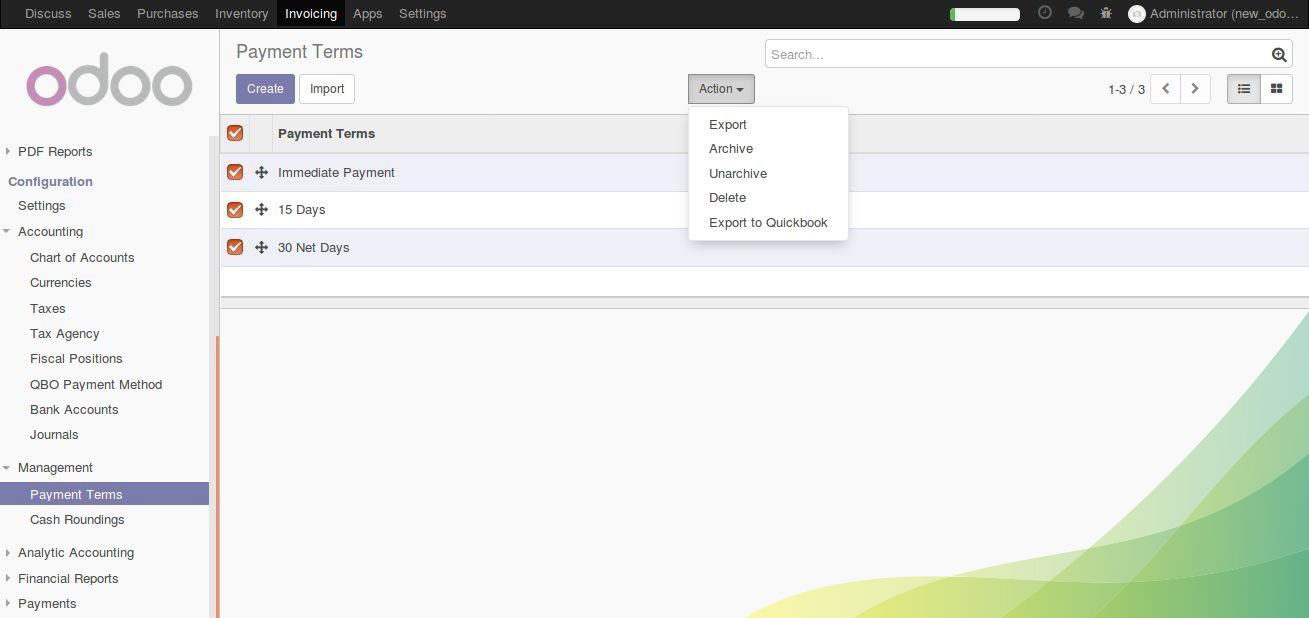 Discuss Sales Purchases Inventory Invoicing Apps Settings Administrator (new_odo...
odoo
Payment Terms
Search...
Create Import Action 1-3 / 3
Export
Archive
Unarchive
Delete
Export to Quickbook
Payment Terms
Immediate Payment
15 Days
30 Net Days
PDF Reports
Configuration
Settings
Accounting
Chart of Accounts
Currencies
Taxes
Tax Agency
Fiscal Positions
QBO Payment Method
Bank Accounts
Journals
Management
Payment Terms
Cash Roundings
Analytic Accounting
Financial Reports
Payments